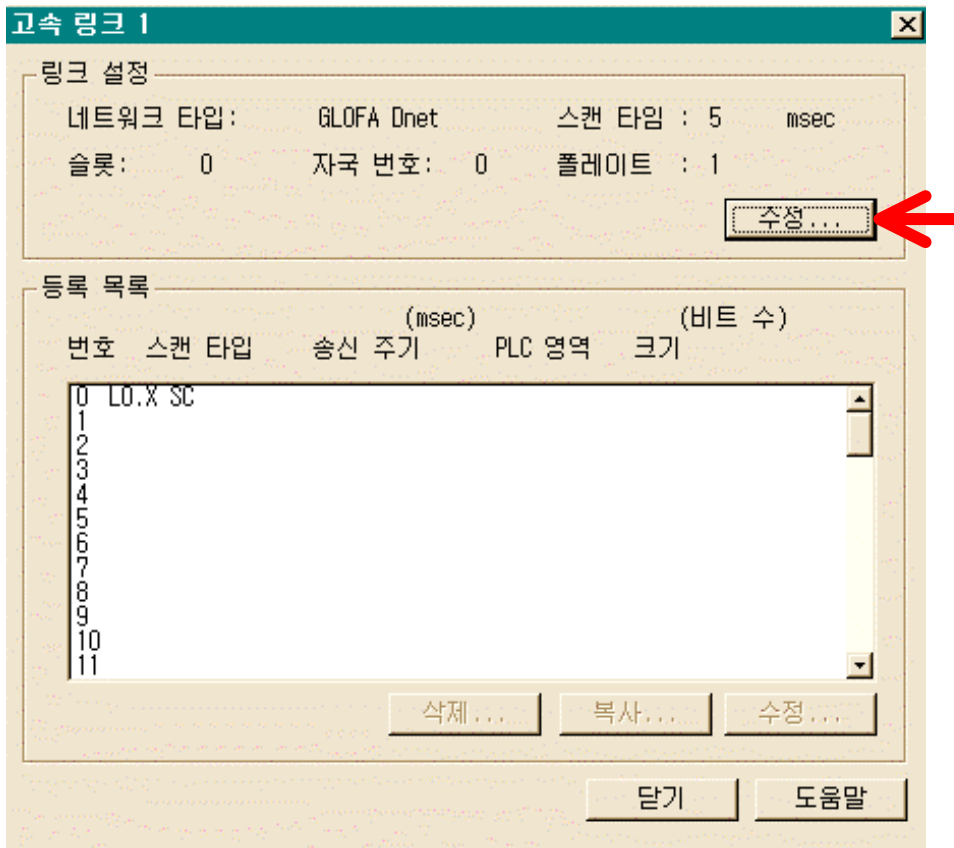 고속 링크 1
링크 설정
네트워크 타입: GLOFA Dnet 스캔 타임 : 5 msec
슬롯: 0 자국 번호: 0 폴레이트 : 1
수정...
등록 목록
(msec) (비트 수)
번호 스캔 타입 송신 주기 PLC 영역 크기
0 LO.X SC
1
2
3
4
5
6
7
8
9
10
11
삭제... 복사... 수정...
닫기 도움말